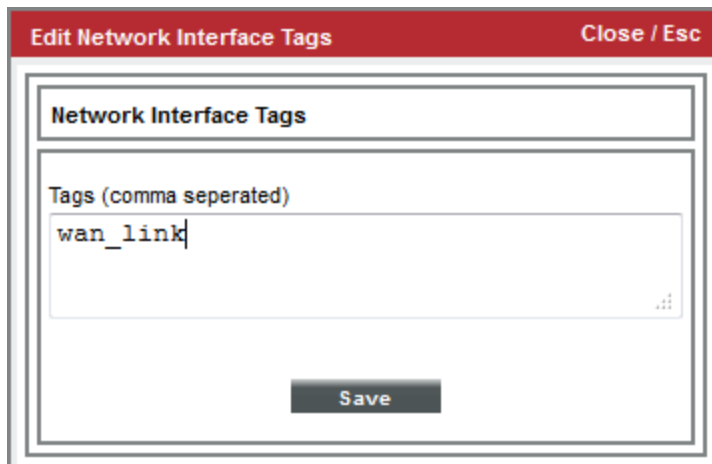 Edit Network Interface Tags Close / Esc
Network Interface Tags
Tags (comma seperated)
wan_link
Save